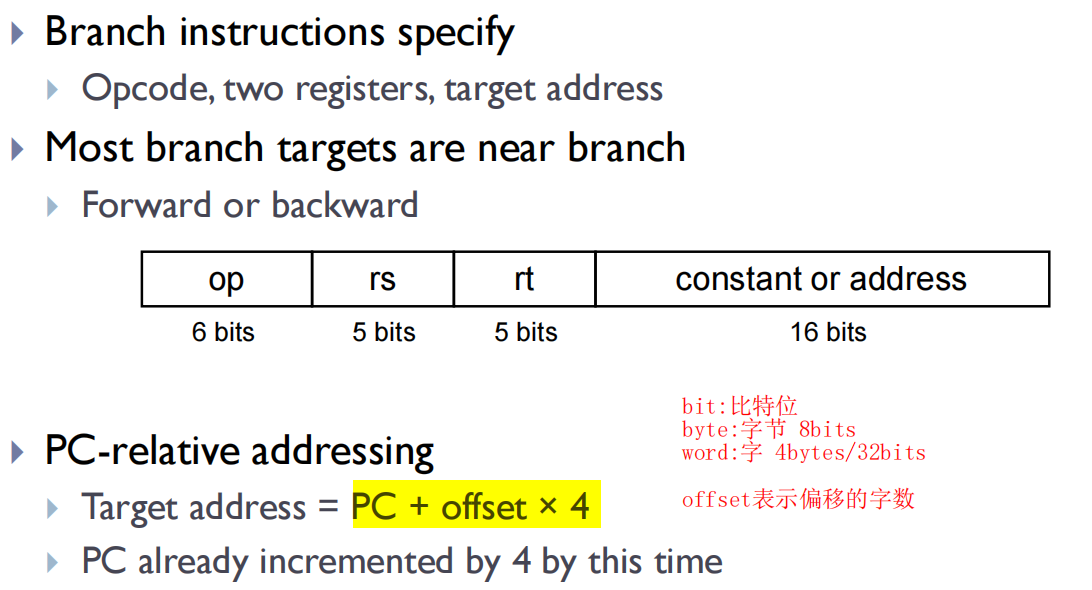 Branch instructions specify
Opcode, two registers, target address
Most branch targets are near branch
Forward or backward
op rs rt constant or address
6 bits 5 bits 5 bits 16 bits
bit:比特位
byte:字节 8bits
word:字 4bytes/32bits
offset表示偏移的字数
PC-relative addressing
Target address = PC + offset × 4
PC already incremented by 4 by this time